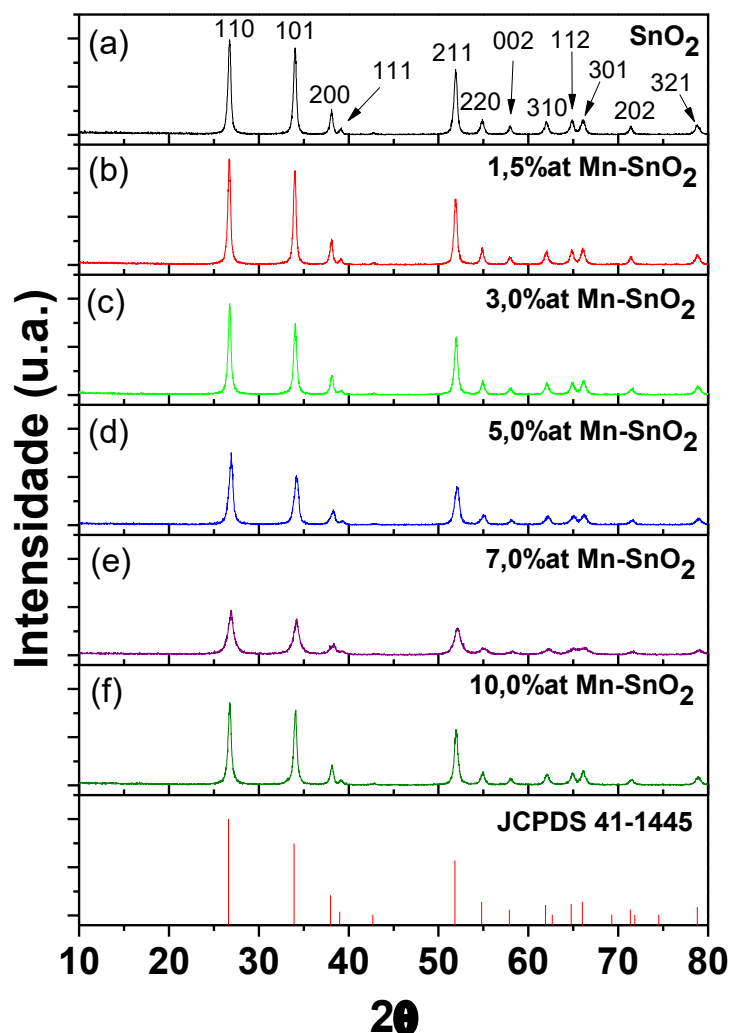 (a) SnO2
110 101 200 111 211 220 002 310 112 301 202 321
(b) 1,5%at Mn-SnO2
(c) 3,0%at Mn-SnO2
(d) 5,0%at Mn-SnO2
(e) 7,0%at Mn-SnO2
(f) 10,0%at Mn-SnO2
JCPDS 41-1445
Intensidade (u.a.)
10 20 30 40 50 60 70 80
2θ